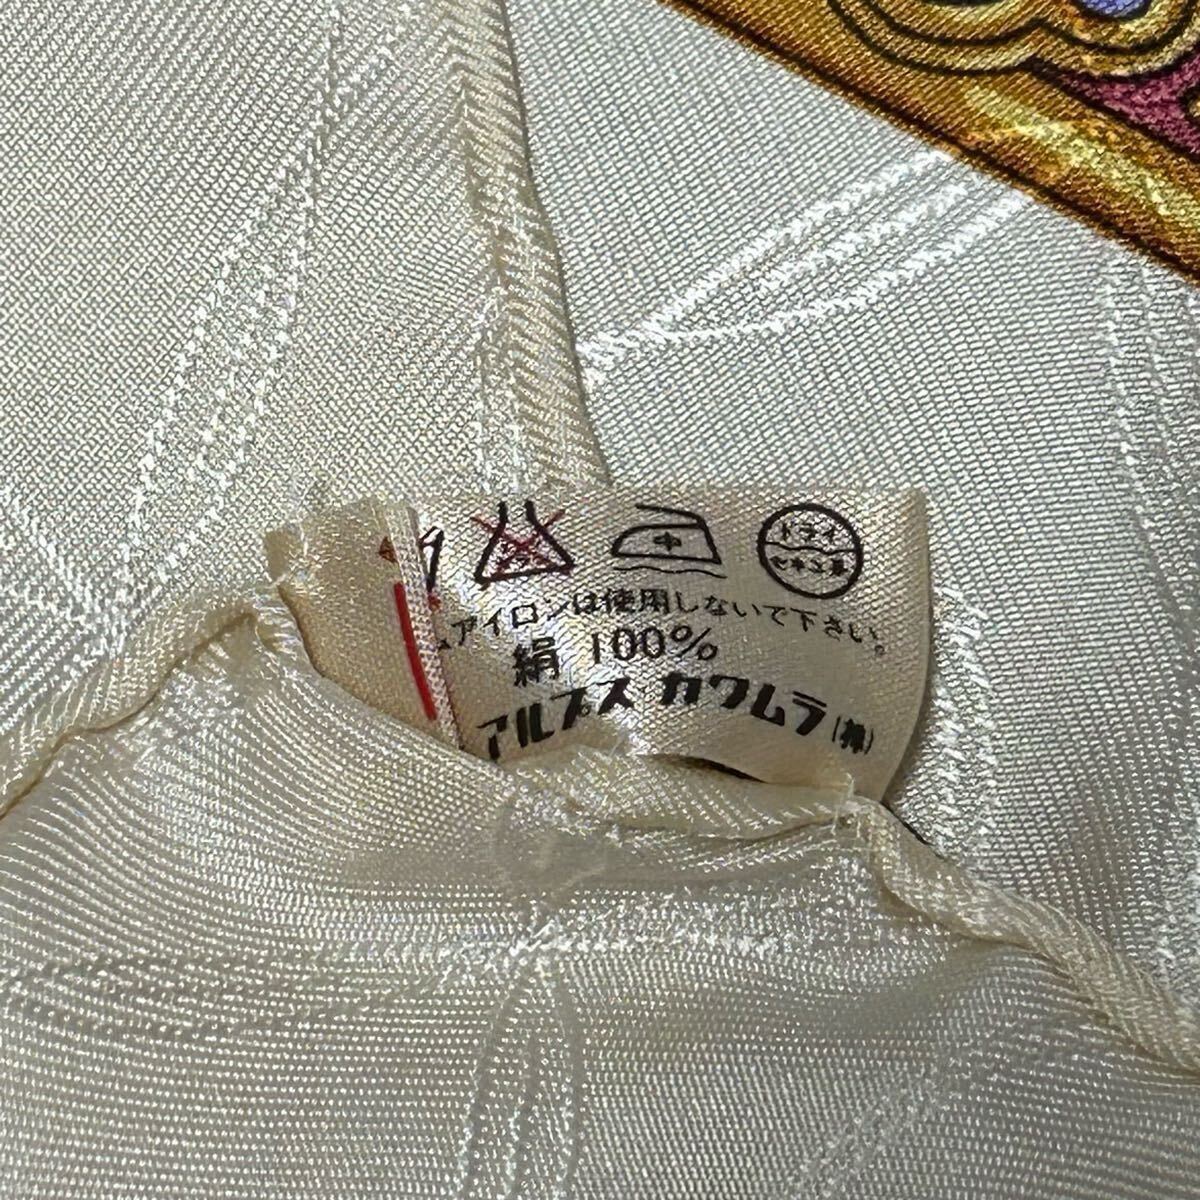 中 ドライ
セキユ系
アイロンは使用しないで下さい。
絹 100%
アルプス カワムラ(株)